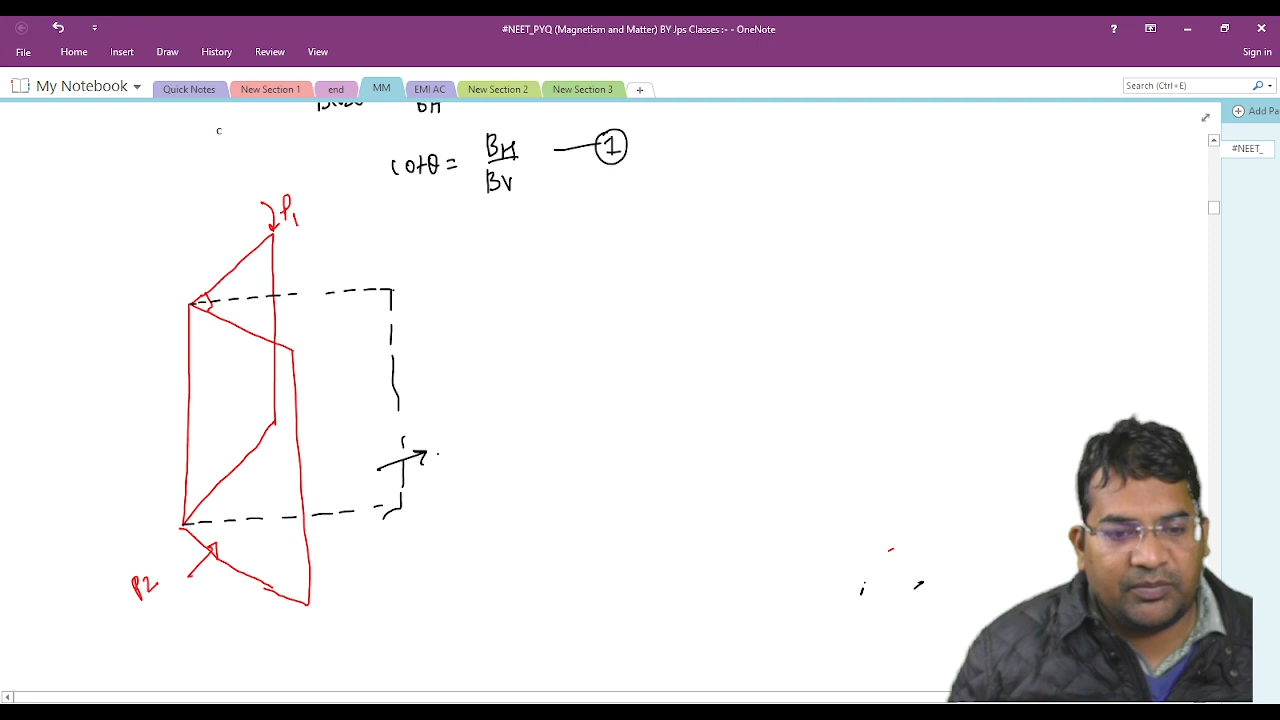 #NEET_PYQ (Magnetism and Matter) BY Jps Classes :- - OneNote
?
File Home Insert Draw History Review View
Sign in
My Notebook
Quick Notes New Section 1 end MM EMI AC New Section 2 New Section 3 +
Search (Ctrl+E)
Add Pa
#NEET_
BH
c
cotθ = BH/BV — 1
P1
P2